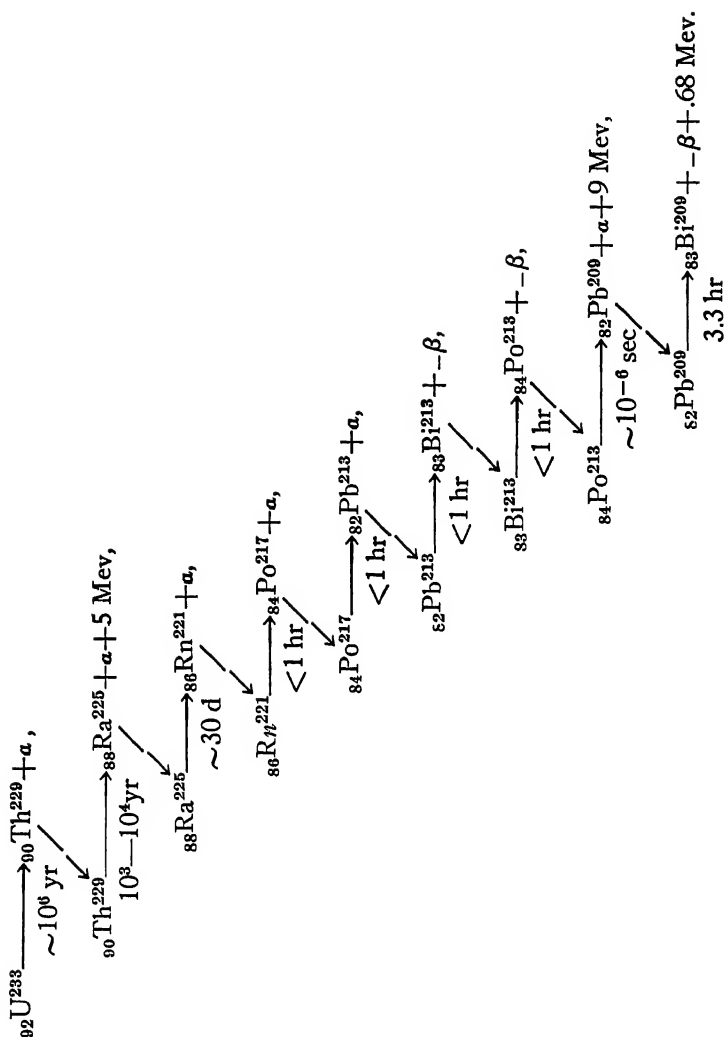 ₉₂U²³³ ⟶ ₉₀Th²²⁹+α,
∼10⁶ yr
₉₀Th²²⁹ ⟶ ₈₈Ra²²⁵+α+5 Mev,
10³—10⁴yr
₈₈Ra²²⁵ ⟶ ₈₆Rn²²¹+α,
∼30 d
₈₆Rn²²¹ ⟶ ₈₄Po²¹⁷+α,
<1 hr
₈₄Po²¹⁷ ⟶ ₈₂Pb²¹³+α,
<1 hr
₈₂Pb²¹³ ⟶ ₈₃Bi²¹³+₋β,
<1 hr
₈₃Bi²¹³ ⟶ ₈₄Po²¹³+₋β,
<1 hr
₈₄Po²¹³ ⟶ ₈₂Pb²⁰⁹+α+9 Mev,
∼10⁻⁶ sec
₈₂Pb²⁰⁹ ⟶ ₈₃Bi²⁰⁹+₋β+.68 Mev.
3.3 hr